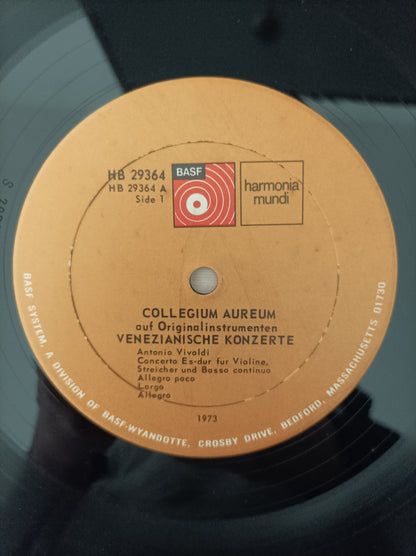 HB 29364
HB 29364 A
Side 1
BASF
harmonia
mundi
COLLEGIUM AUREUM
auf Originalinstrumenten
VENEZIANISCHE KONZERTE
Antonio Vivaldi
Concerto Es-dur fur Violine,
Streicher und Basso continuo
Allegro paco
Largo
Allegro
1973
BASF SYSTEM, A DIVISION OF BASF-WYANDOTTE, CROSBY DRIVE, BEDFORD, MASSACHUSETTS 01730